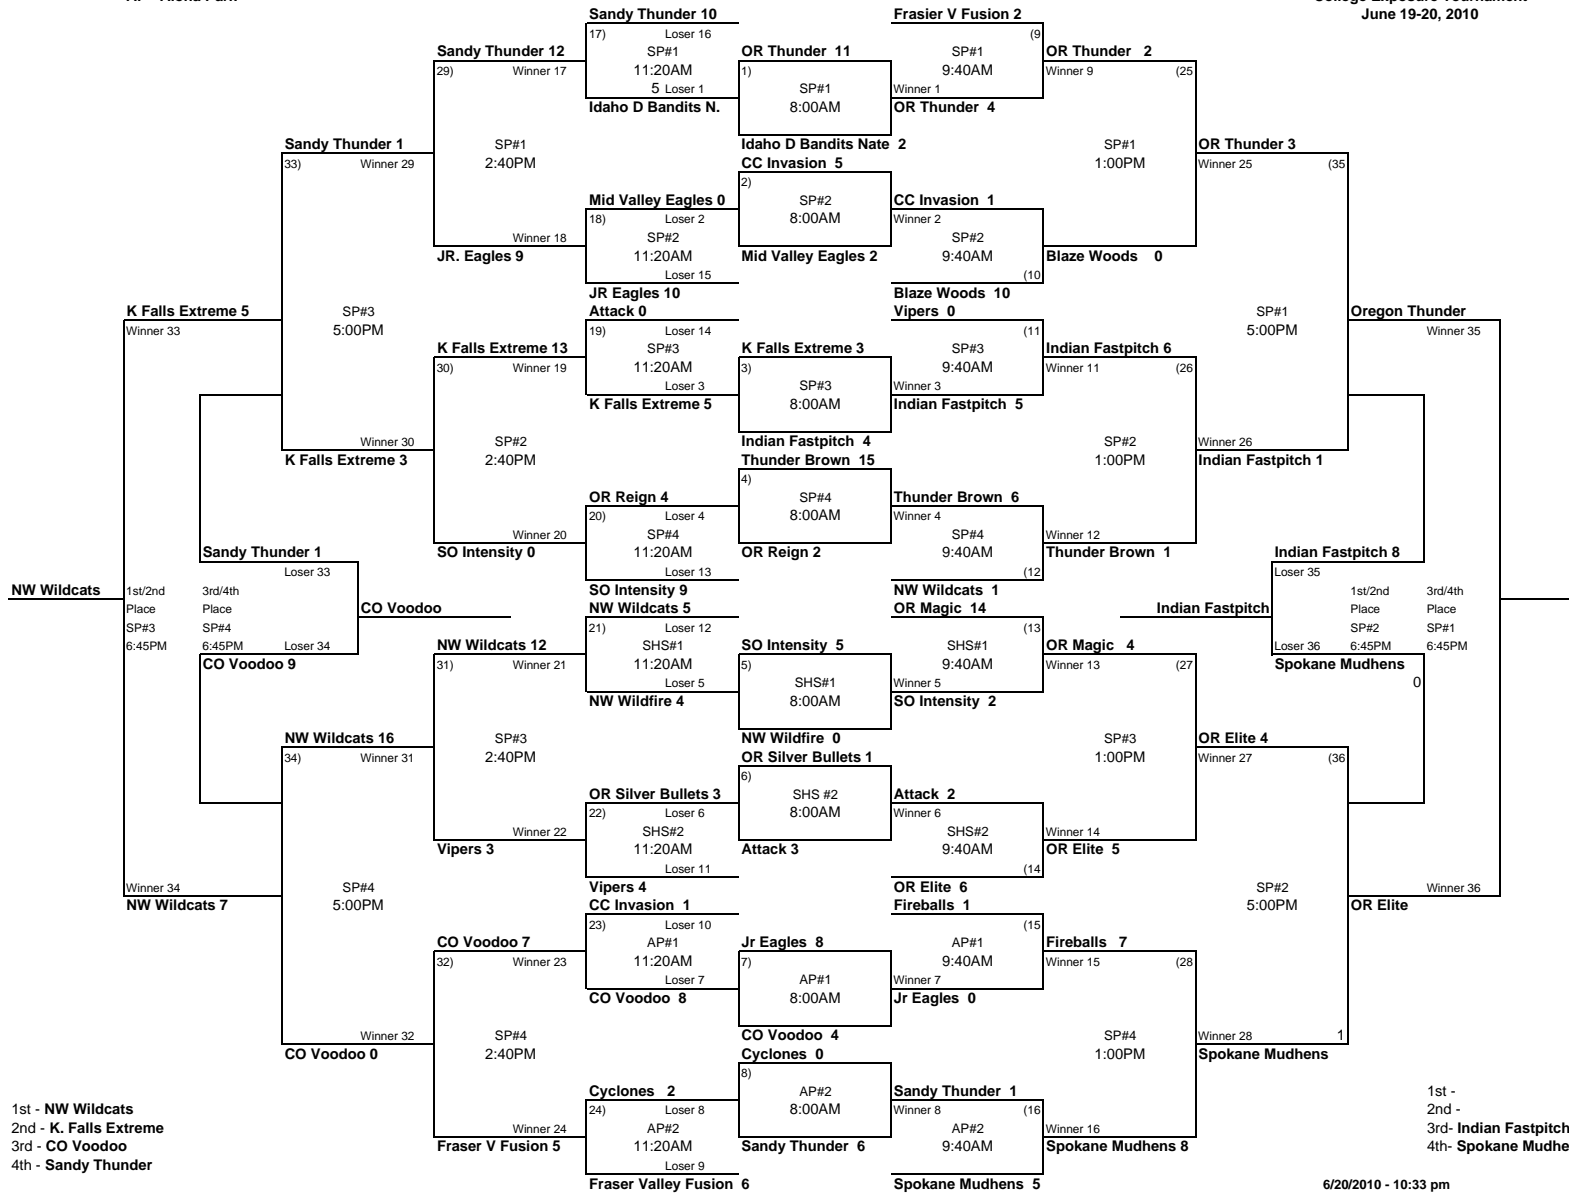 Sandy Thunder 10
Frasier V Fusion 2
June 19-20, 2010
17) Loser 16
(9
Sandy Thunder 12
SP#1
OR Thunder 11
SP#1
OR Thunder 2
29) Winner 17
11:20AM
1)
9:40AM
Winner 9 (25
5 Loser 1
SP#1
Winner 1
Idaho D Bandits N.
8:00AM
OR Thunder 4
Sandy Thunder 1
SP#1
Idaho D Bandits Nate 2
SP#1
OR Thunder 3
33) Winner 29
2:40PM
CC Invasion 5
1:00PM
Winner 25 (35
2)
Mid Valley Eagles 0
SP#2
CC Invasion 1
18) Loser 2
8:00AM
Winner 2
Winner 18
SP#2
SP#2
JR. Eagles 9
11:20AM
Mid Valley Eagles 2
9:40AM
Blaze Woods 0
Loser 15
(10
JR Eagles 10
Blaze Woods 10
K Falls Extreme 5
SP#3
Attack 0
Vipers 0
SP#1
Oregon Thunder
Winner 33
5:00PM
19) Loser 14
(11
5:00PM
Winner 35
K Falls Extreme 13
SP#3
K Falls Extreme 3
SP#3
Indian Fastpitch 6
30) Winner 19
11:20AM
3)
9:40AM
Winner 11 (26
Loser 3
SP#3
Winner 3
K Falls Extreme 5
8:00AM
Indian Fastpitch 5
Winner 30
SP#2
Indian Fastpitch 4
SP#2
Winner 26
K Falls Extreme 3
2:40PM
Thunder Brown 15
1:00PM
Indian Fastpitch 1
4)
OR Reign 4
SP#4
Thunder Brown 6
20) Loser 4
8:00AM
Winner 4
Winner 20
SP#4
SP#4
Winner 12
Sandy Thunder 1
SO Intensity 0
11:20AM
OR Reign 2
9:40AM
Thunder Brown 1
Indian Fastpitch 8
Loser 33
Loser 13
(12
Loser 35
NW Wildcats
1st/2nd
3rd/4th
SO Intensity 9
NW Wildcats 1
1st/2nd
3rd/4th
Place
Place
CO Voodoo
NW Wildcats 5
OR Magic 14
Indian Fastpitch
Place
Place
SP#3
SP#4
21) Loser 12
(13
SP#2
SP#1
6:45PM
6:45PM Loser 34
NW Wildcats 12
SHS#1
SO Intensity 5
SHS#1
OR Magic 4
Loser 36 6:45PM
6:45PM
CO Voodoo 9
31) Winner 21
11:20AM
5)
9:40AM
Winner 13 (27
Spokane Mudhens
Loser 5
SHS#1
Winner 5
0
NW Wildfire 4
8:00AM
SO Intensity 2
NW Wildcats 16
SP#3
NW Wildfire 0
SP#3
OR Elite 4
34) Winner 31
2:40PM
OR Silver Bullets 1
1:00PM
Winner 27 (36
6)
OR Silver Bullets 3
SHS #2
Attack 2
22) Loser 6
8:00AM
Winner 6
Winner 22
SHS#2
SHS#2
Winner 14
Vipers 3
11:20AM
Attack 3
9:40AM
OR Elite 5
Loser 11
(14
Winner 34
SP#4
Vipers 4
OR Elite 6
SP#2
Winner 36
NW Wildcats 7
5:00PM
CC Invasion 1
Fireballs 1
5:00PM
OR Elite
23) Loser 10
(15
CO Voodoo 7
AP#1
Jr Eagles 8
AP#1
Fireballs 7
32) Winner 23
11:20AM
7)
9:40AM
Winner 15 (28
Loser 7
AP#1
Winner 7
CO Voodoo 8
8:00AM
Jr Eagles 0
Winner 32
SP#4
CO Voodoo 4
SP#4
Winner 28 1
CO Voodoo 0
2:40PM
Cyclones 0
1:00PM
Spokane Mudhens
8)
Cyclones 2
AP#2
Sandy Thunder 1
1st -
1st - NW Wildcats
24) Loser 8
8:00AM
Winner 8 (16
2nd -
2nd - K. Falls Extreme
Winner 24
AP#2
AP#2
Winner 16
3rd- Indian Fastpitch
3rd - CO Voodoo
Fraser V Fusion 5
11:20AM
Sandy Thunder 6
9:40AM
Spokane Mudhens 8
4th- Spokane Mudhe
4th - Sandy Thunder
Loser 9
Fraser Valley Fusion 6
Spokane Mudhens 5
6/20/2010 - 10:33 pm